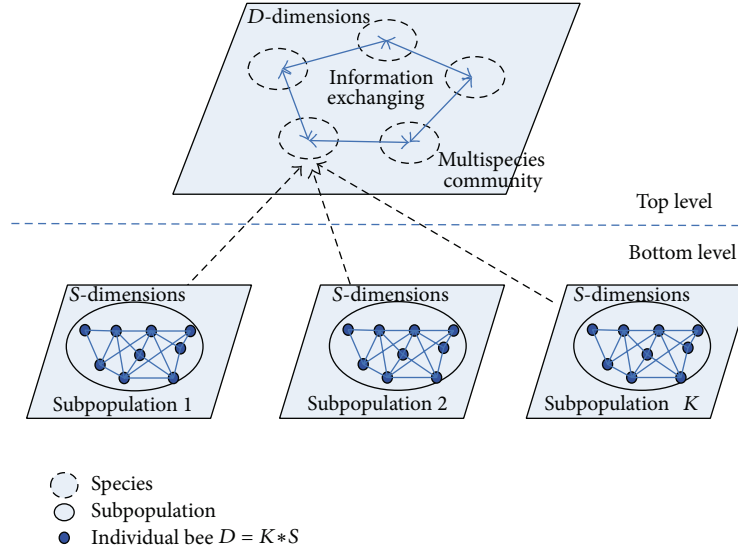 D-dimensions
Information
exchanging
Multispecies
community
Top level
Bottom level
S-dimensions
S-dimensions
S-dimensions
Subpopulation 1
Subpopulation 2
Subpopulation K
Species
Subpopulation
Individual bee D = K∗S